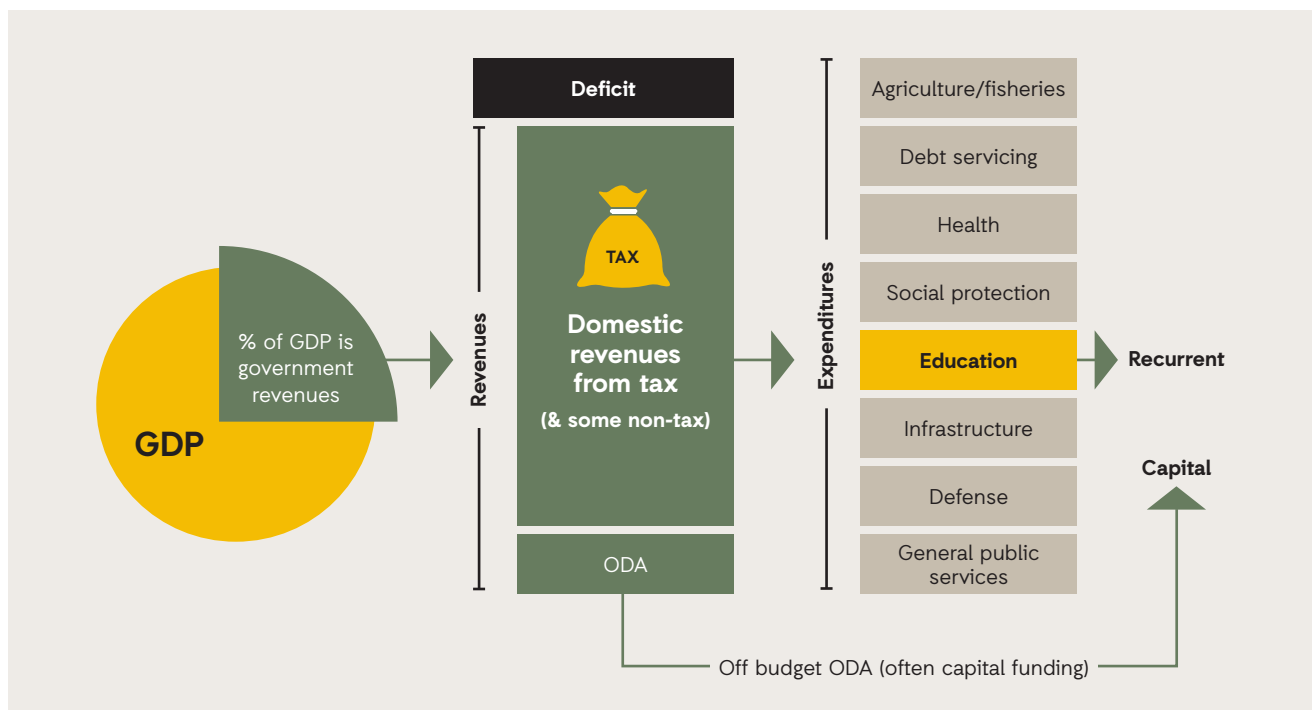 GDP
% of GDP is
government
revenues
Revenues
Deficit
TAX
Domestic
revenues
from tax
(& some non-tax)
ODA
Expenditures
Agriculture/fisheries
Debt servicing
Health
Social protection
Education
Infrastructure
Defense
General public
services
Recurrent
Capital
Off budget ODA (often capital funding)